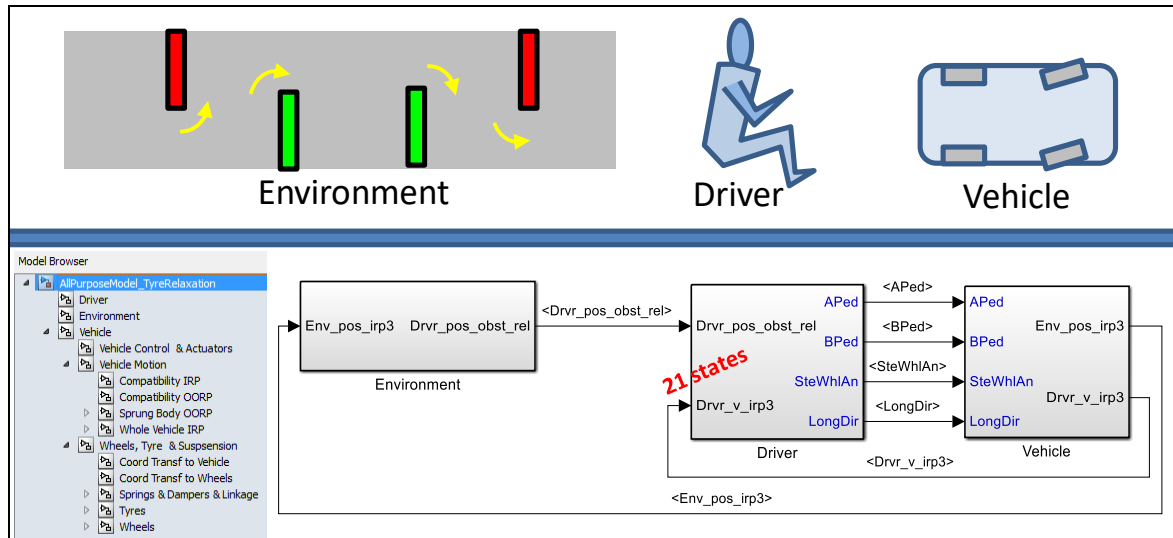 Environment
Driver
Vehicle
Model Browser
AllPurposeModel_TyreRelaxation
Driver
Environment
Vehicle
Vehicle Control & Actuators
Vehicle Motion
Compatibility IRP
Compatibility OORP
Sprung Body OORP
Whole Vehicle IRP
Wheels, Tyre & Suspsension
Coord Transf to Vehicle
Coord Transf to Wheels
Springs & Dampers & Linkage
Tyres
Wheels
Env_pos_irp3
Drvr_pos_obst_rel
Environment
<Drvr_pos_obst_rel>
Drvr_pos_obst_rel
Drvr_v_irp3
21 states
APed
BPed
SteWhlAn
LongDir
Driver
<APed>
<BPed>
<SteWhlAn>
<LongDir>
APed
BPed
SteWhlAn
LongDir
Env_pos_irp3
Drvr_v_irp3
Vehicle
<Drvr_v_irp3>
<Env_pos_irp3>